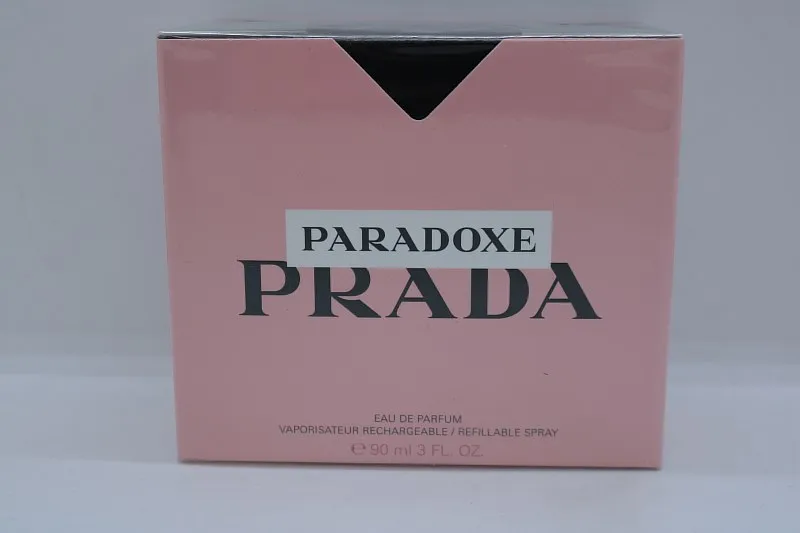 PARADOXE
PRADA
EAU DE PARFUM
VAPORISATEUR RECHARGEABLE / REFILLABLE SPRAY
℮ 90 ml 3 FL. OZ.